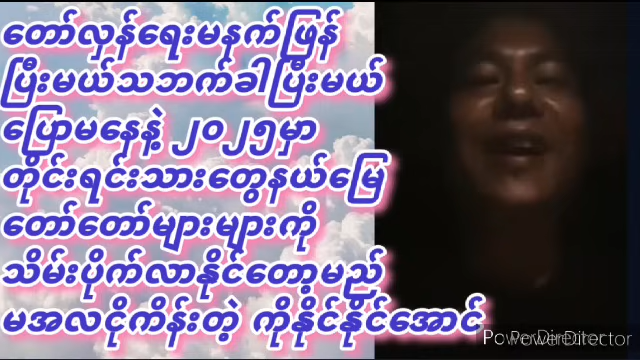 တော်လှန်ရေးမနက်ဖြန်
ပြီးမယ်သဘက်ခါပြီးမယ်
ပြောမနေနဲ့ ၂၀၂၅မှာ
တိုင်းရင်းသားတွေနယ်မြေ
တော်တော်များများကို
သိမ်းပိုက်လာနိုင်တော့မည်
မအလငိုကိန်းတဲ့ ကိုနိုင်နိုင်အောင်
PowerDirector